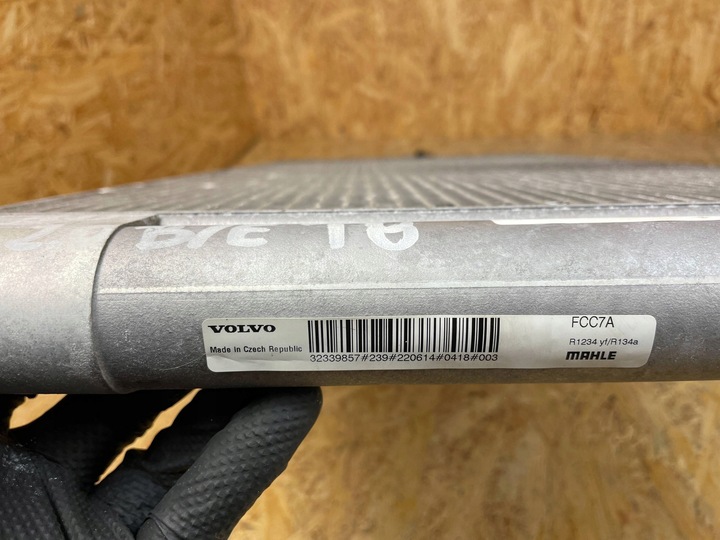 VOLVO
Made in Czech Republic
32339857#239#220614#0418#003
FCC7A
R1234 yf/R134a
MAHLE